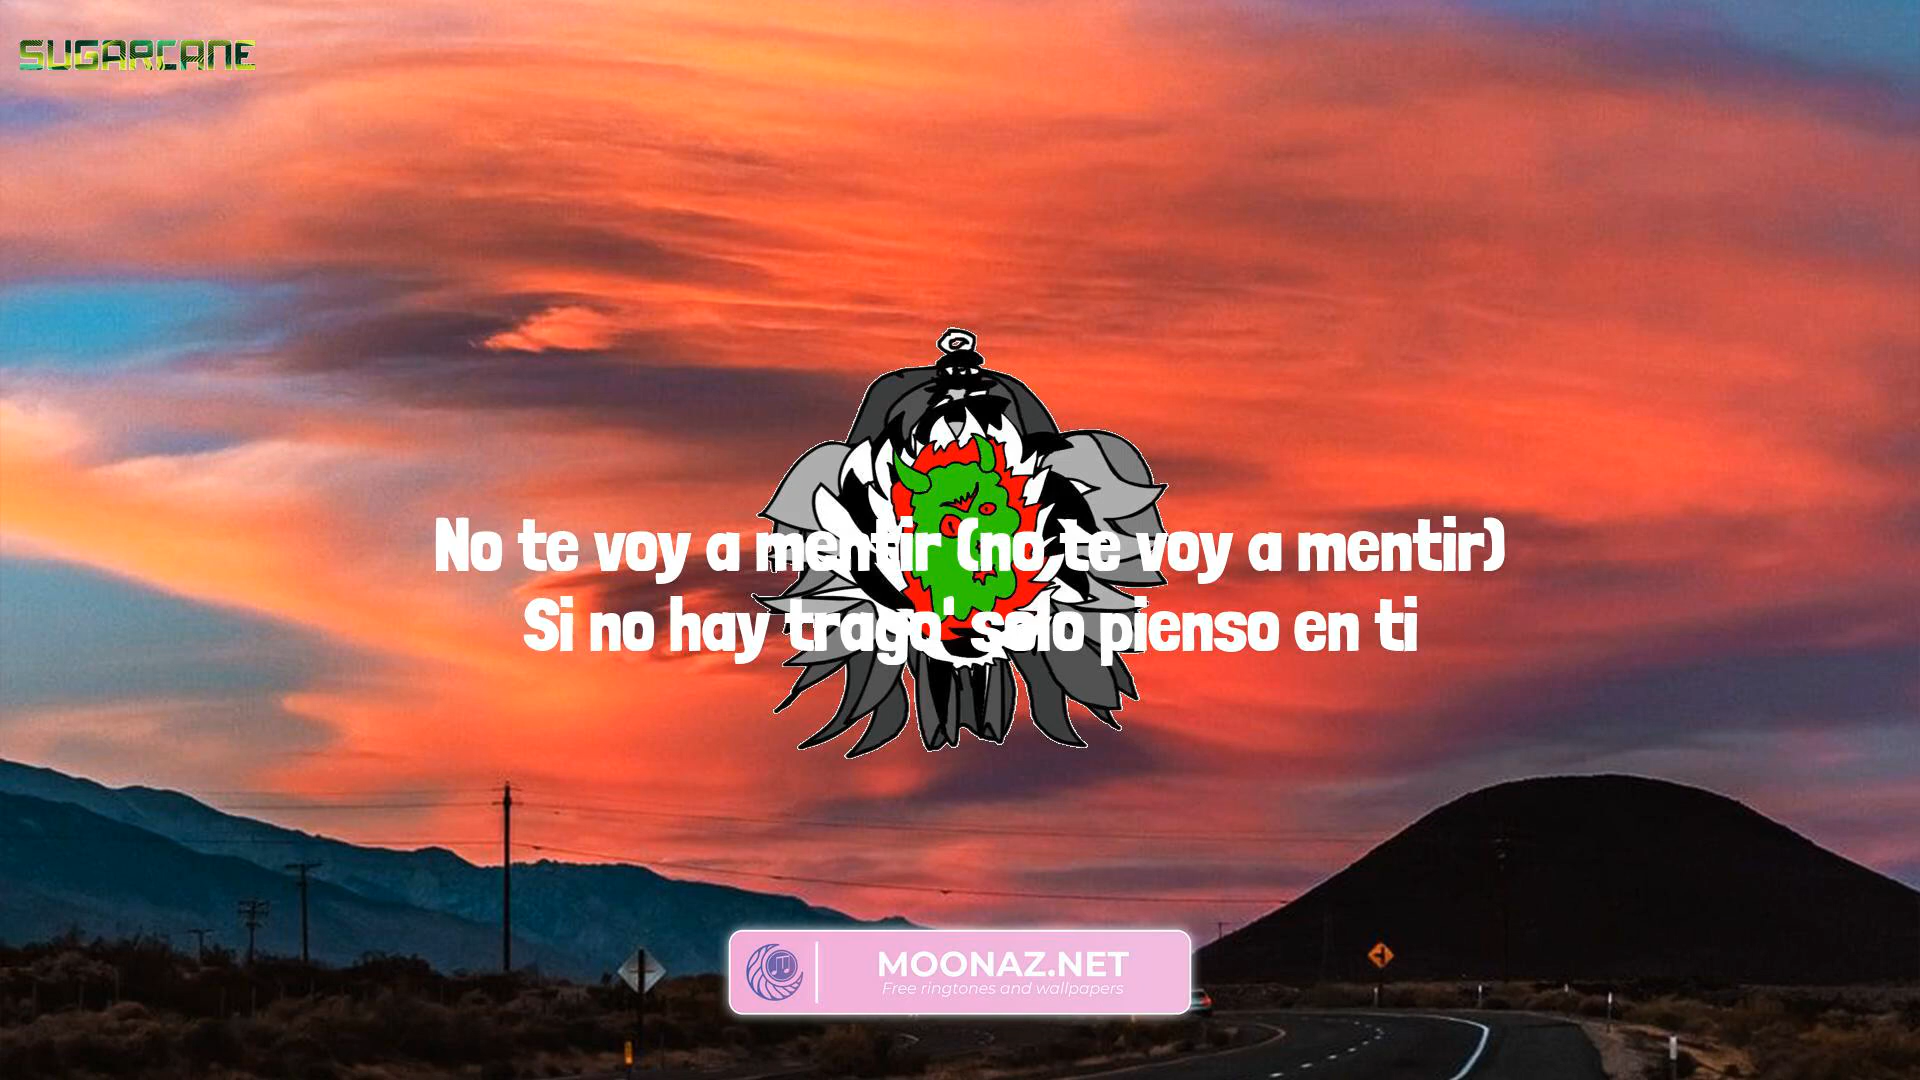 SUGARCANE
No te voy a mentir (no te voy a mentir)
Si no hay trago' solo pienso en ti
MOONAZ.NET
Free ringtones and wallpapers